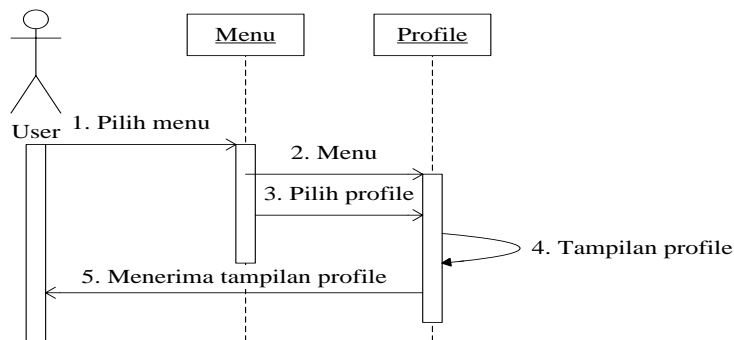 Menu
Profile
User
1. Pilih menu
2. Menu
3. Pilih profile
4. Tampilan profile
5. Menerima tampilan profile